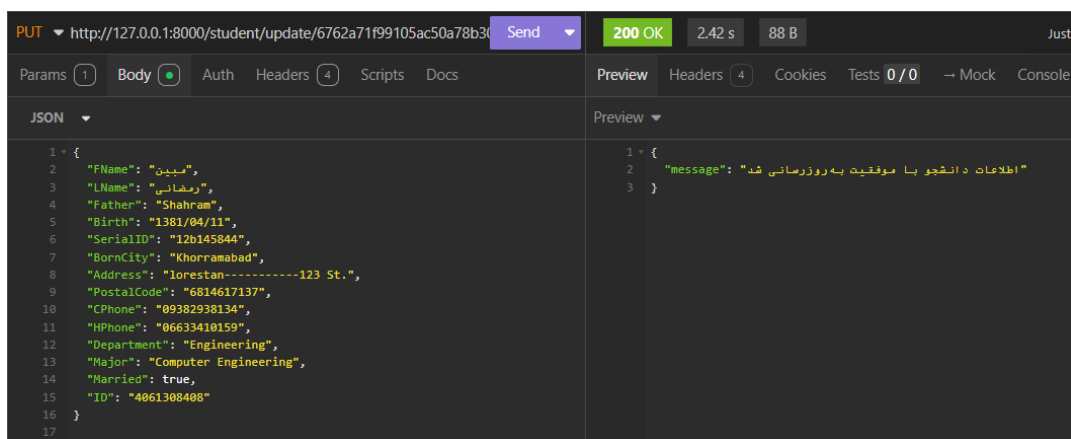 PUT http://127.0.0.1:8000/student/update/6762a71f99105ac50a78b30 Send 200 OK 2.42 s 88 B Just
Params 1 Body Auth Headers 4 Scripts Docs Preview Headers 4 Cookies Tests 0 / 0 → Mock Console
JSON Preview
1 {
2 "FName": "مبین",
3 "LName": "رمضانی",
4 "Father": "Shahram",
5 "Birth": "1381/04/11",
6 "SerialID": "12b145844",
7 "BornCity": "Khorramabad",
8 "Address": "lorestan-----------123 St.",
9 "PostalCode": "6814617137",
10 "CPhone": "09382938134",
11 "HPhone": "06633410159",
12 "Department": "Engineering",
13 "Major": "Computer Engineering",
14 "Married": true,
15 "ID": "4061308408"
16 }
17
1 {
2 "message": "اطلاعات دانشجو با موفقیت به‌روزرسانی شد"
3 }